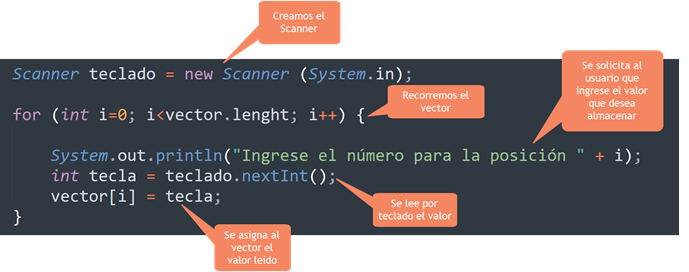 Creamos el
Scanner
Scanner teclado = new Scanner (System.in);
Se solicita al
usuario que
ingrese el valor
que desea
almacenar
Recorremos el
vector
for (int i=0; i<vector.lenght; i++) {
System.out.println("Ingrese el número para la posición " + i);
int tecla = teclado.nextInt();
vector[i] = tecla;
Se lee por
teclado el valor
}
Se asigna al
vector el
valor leido